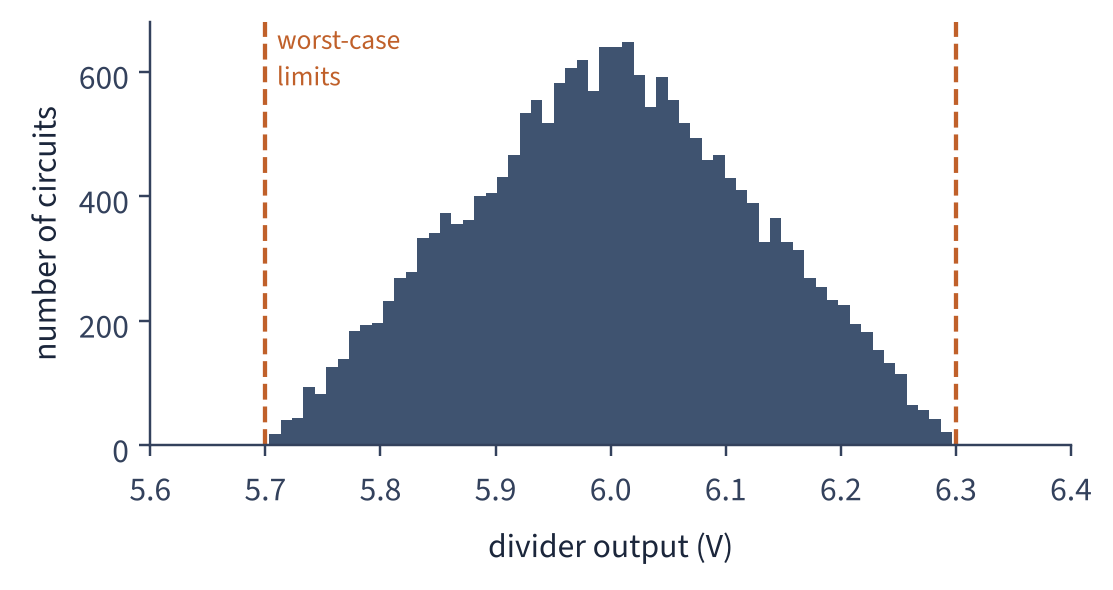 worst-case
limits
600
400
200
0
number of circuits
5.6 5.7 5.8 5.9 6.0 6.1 6.2 6.3 6.4
divider output (V)